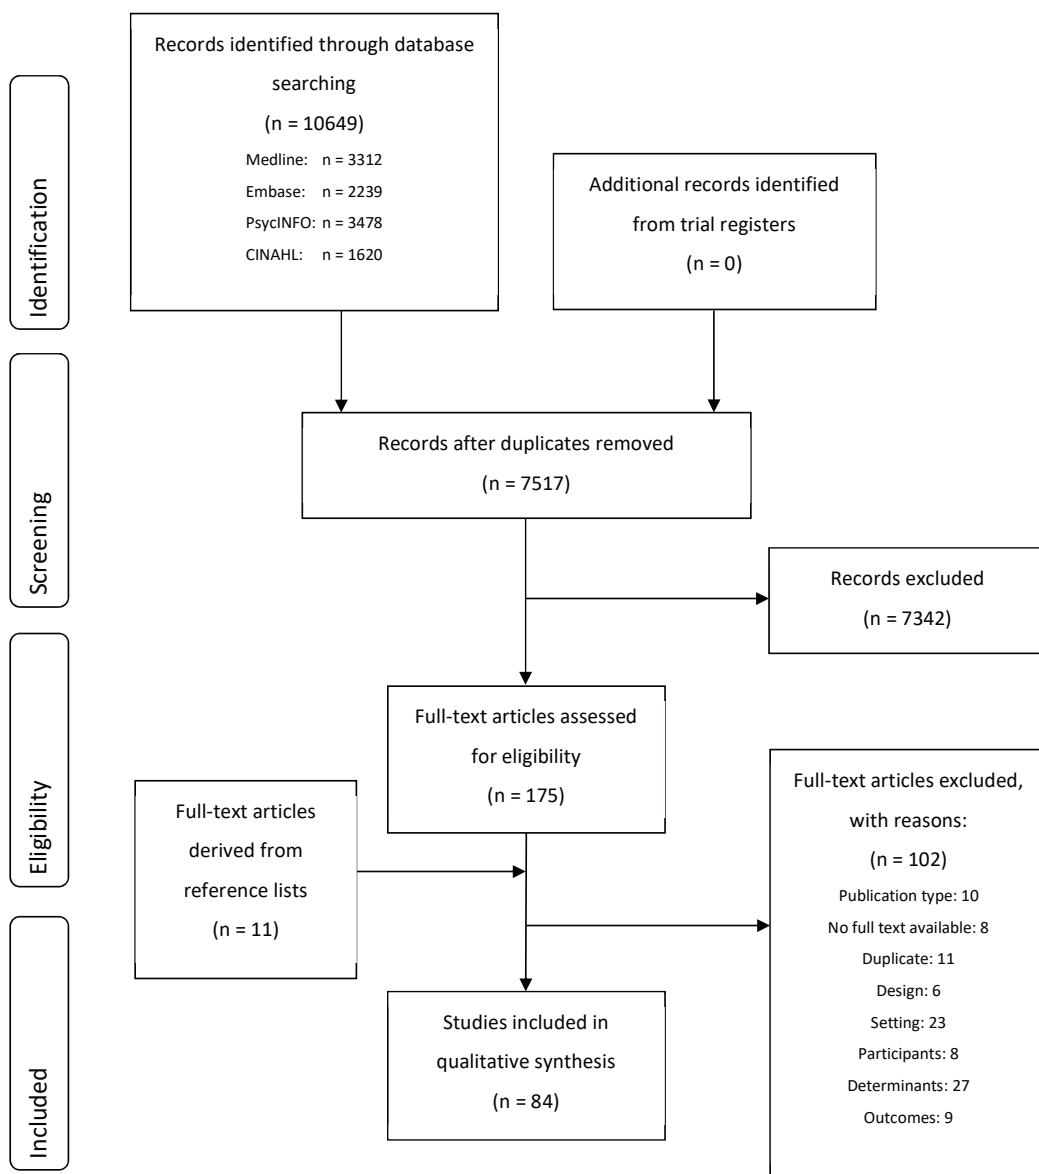 Identification
Records identified through database
searching
(n = 10649)
Medline: n = 3312
Embase: n = 2239
PsycINFO: n = 3478
CINAHL: n = 1620
Additional records identified
from trial registers
(n = 0)
Screening
Records after duplicates removed
(n = 7517)
Records excluded
(n = 7342)
Eligibility
Full-text articles assessed
for eligibility
(n = 175)
Full-text articles
derived from
reference lists
(n = 11)
Full-text articles excluded,
with reasons:
(n = 102)
Publication type: 10
No full text available: 8
Duplicate: 11
Design: 6
Setting: 23
Participants: 8
Determinants: 27
Outcomes: 9
Included
Studies included in
qualitative synthesis
(n = 84)